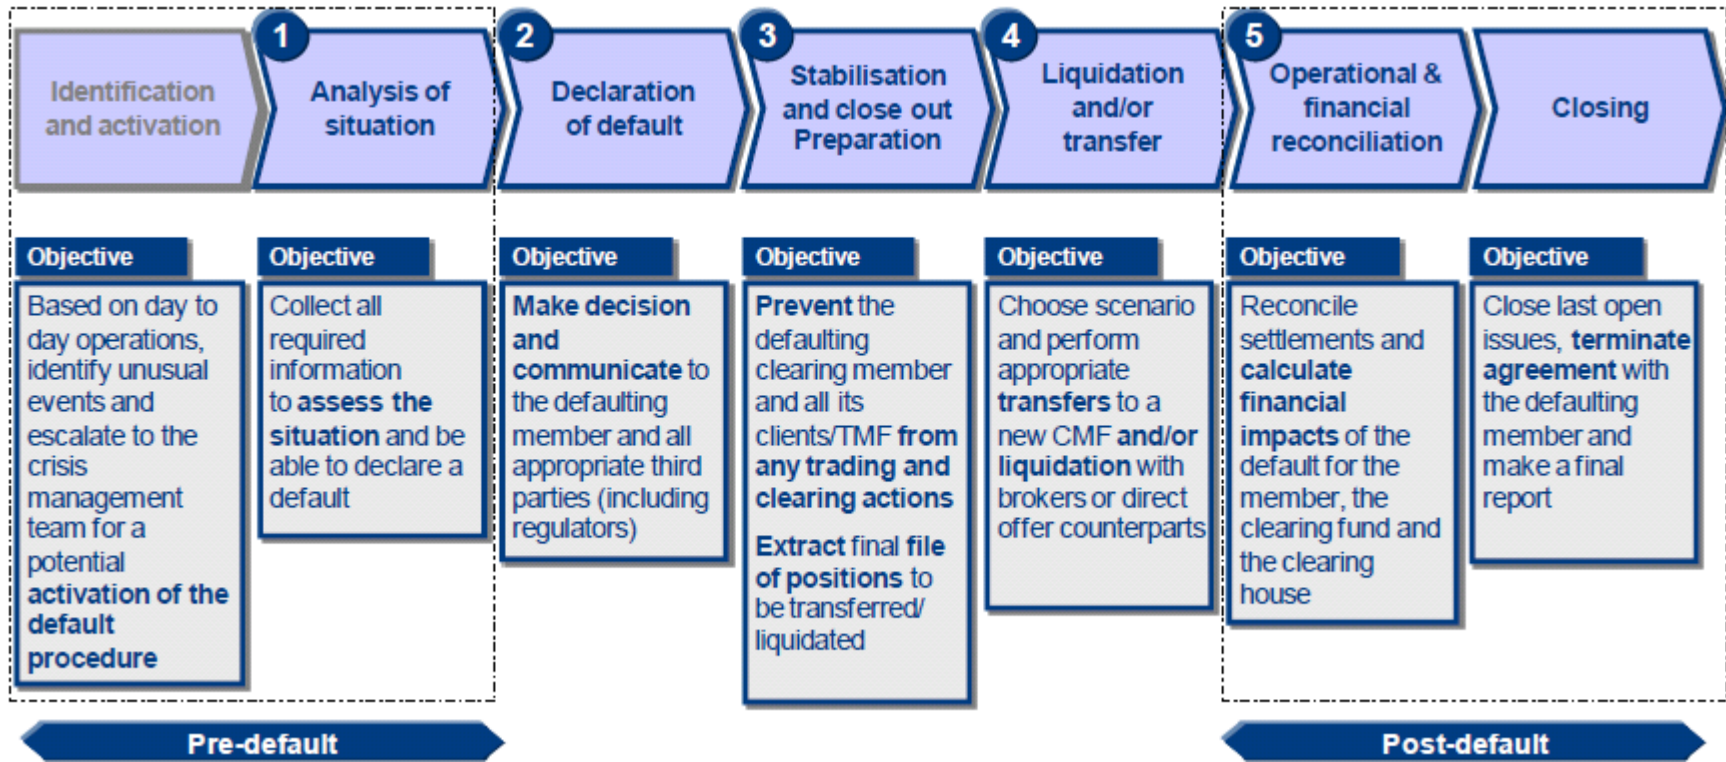 Identification
and activation
1
Analysis of
situation
2
Declaration
of default
3
Stabilisation
and close out
Preparation
4
Liquidation
and/or
transfer
5
Operational &
financial
reconciliation
Closing
Objective
Based on day to
day operations,
identify unusual
events and
escalate to the
crisis
management
team for a
potential
activation of the
default
procedure
Objective
Collect all
required
information
to assess the
situation and be
able to declare a
default
Objective
Make decision
and
communicate to
the defaulting
member and all
appropriate third
parties (including
regulators)
Objective
Prevent the
defaulting
clearing member
and all its
clients/TMF from
any trading and
clearing actions
Extract final file
of positions to
be transferred/
liquidated
Objective
Choose scenario
and perform
appropriate
transfers to a
new CMF and/or
liquidation with
brokers or direct
offer counterparts
Objective
Reconcile
settlements and
calculate
financial
impacts of the
default for the
member, the
clearing fund and
the clearing
house
Objective
Close last open
issues, terminate
agreement with
the defaulting
member and
make a final
report
Pre-default
Post-default